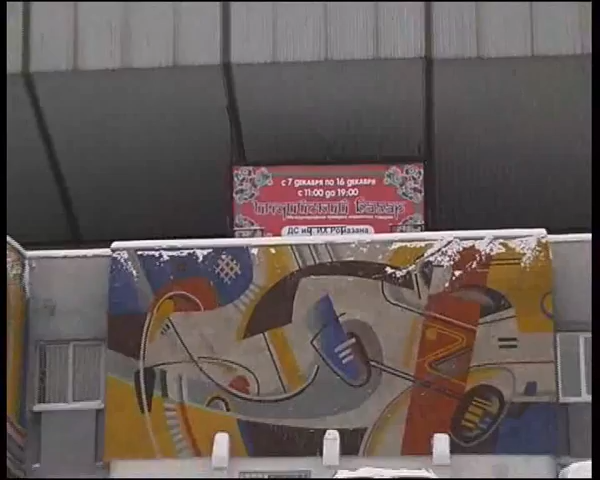 с 7 декабря по 16 декабря
с 11:00 до 19:00
Индийский базар
ДС им. И.Х Ромазана